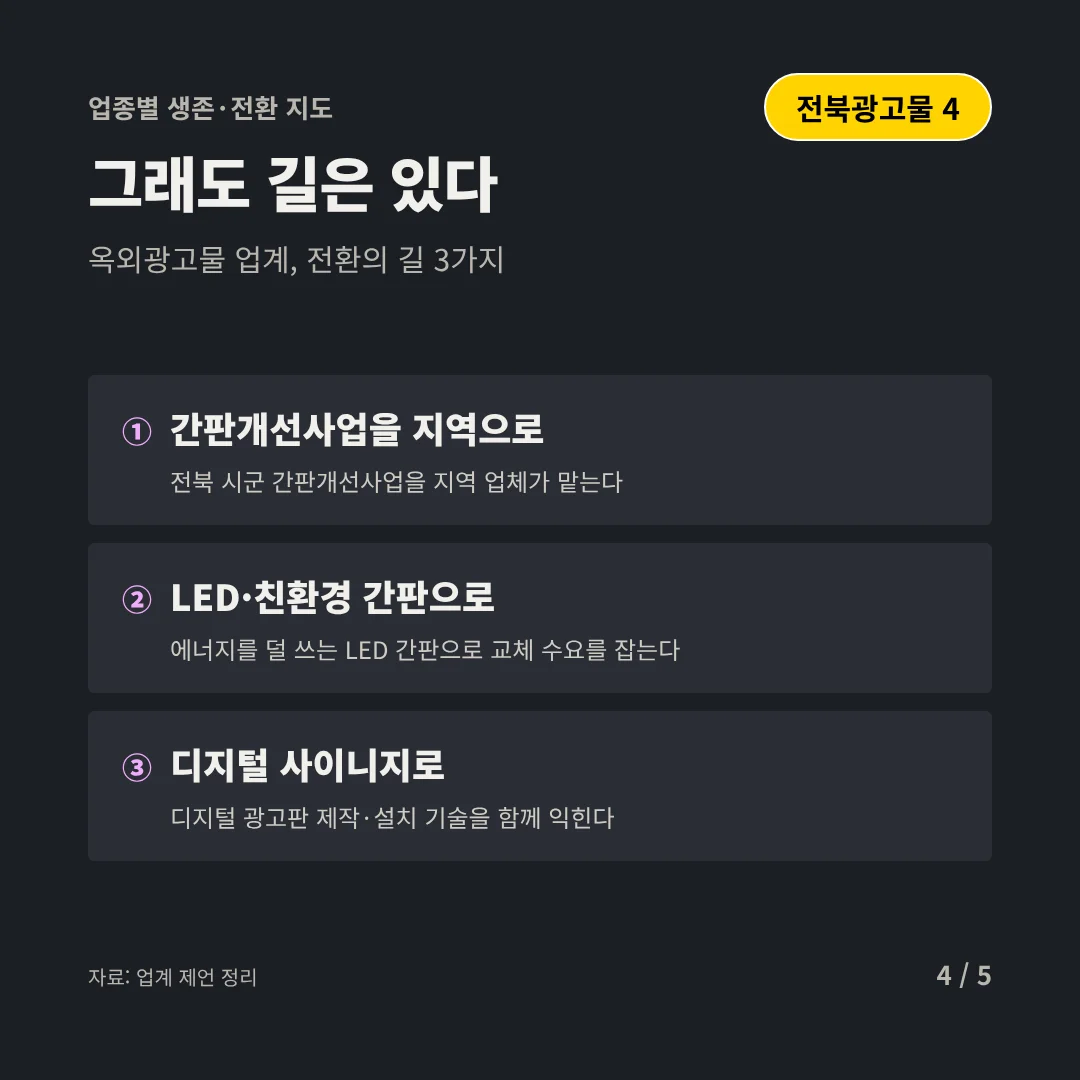 업종별 생존·전환 지도
전북광고물 4
그래도 길은 있다
옥외광고물 업계, 전환의 길 3가지
① 간판개선사업을 지역으로
전북 시군 간판개선사업을 지역 업체가 맡는다
② LED·친환경 간판으로
에너지를 덜 쓰는 LED 간판으로 교체 수요를 잡는다
③ 디지털 사이니지로
디지털 광고판 제작·설치 기술을 함께 익힌다
자료: 업계 제언 정리
4 / 5